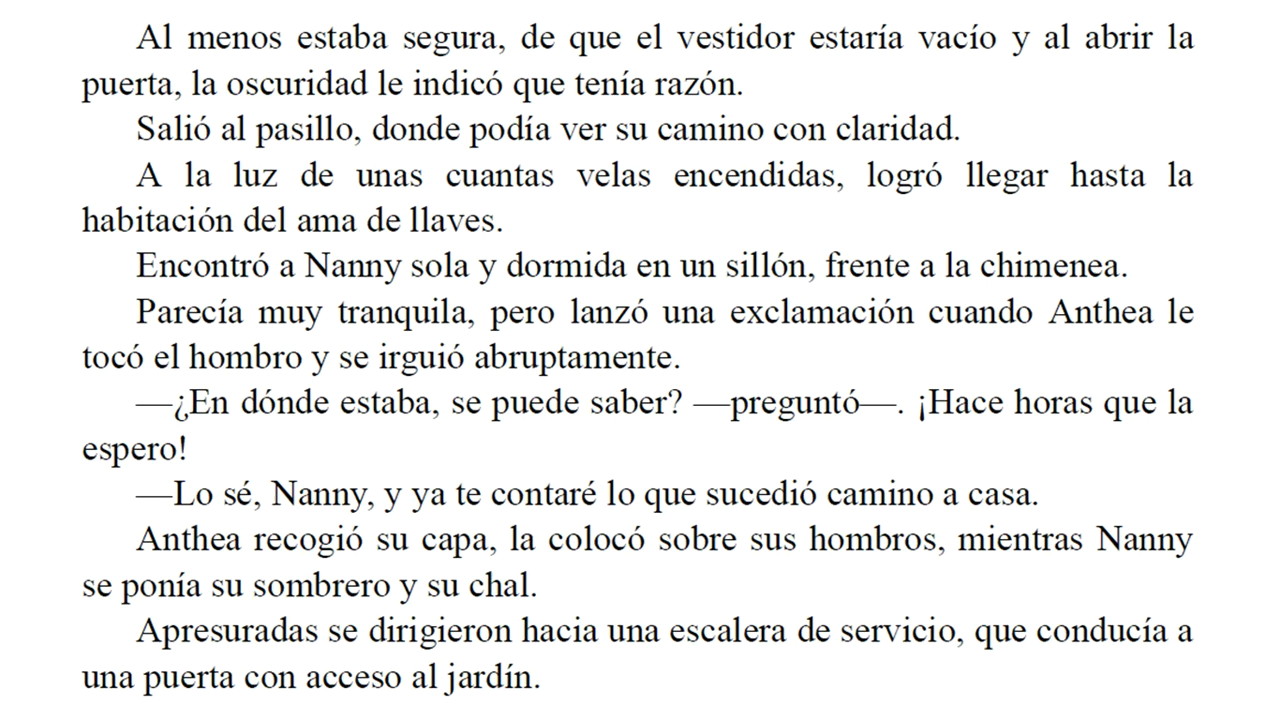 Al menos estaba segura, de que el vestidor estaría vacío y al abrir la
puerta, la oscuridad le indicó que tenía razón.
Salió al pasillo, donde podía ver su camino con claridad.
A la luz de unas cuantas velas encendidas, logró llegar hasta la
habitación del ama de llaves.
Encontró a Nanny sola y dormida en un sillón, frente a la chimenea.
Parecía muy tranquila, pero lanzó una exclamación cuando Anthea le
tocó el hombro y se irguió abruptamente.
—¿En dónde estaba, se puede saber? —preguntó—. ¡Hace horas que la
espero!
—Lo sé, Nanny, y ya te contaré lo que sucedió camino a casa.
Anthea recogió su capa, la colocó sobre sus hombros, mientras Nanny
se ponía su sombrero y su chal.
Apresuradas se dirigieron hacia una escalera de servicio, que conducía a
una puerta con acceso al jardín.